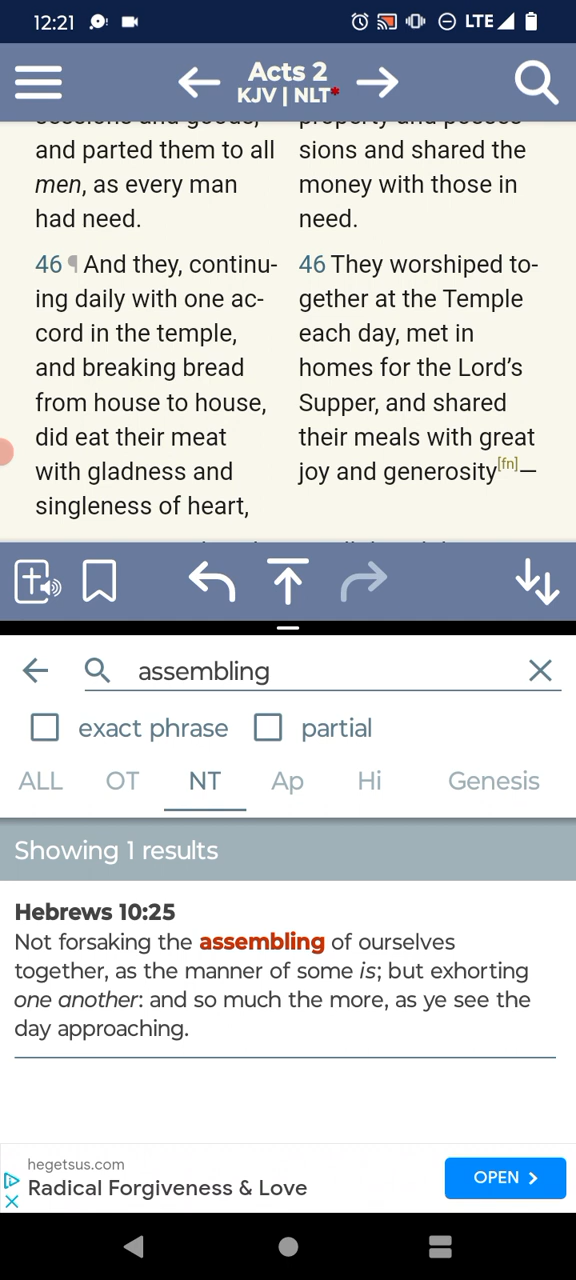 12:21
LTE
Acts 2
KJV | NLT*
sessions and goods,
and parted them to all
men, as every man
had need.
46 ¶ And they, continu-
ing daily with one ac-
cord in the temple,
and breaking bread
from house to house,
did eat their meat
with gladness and
singleness of heart,
property and posses-
sions and shared the
money with those in
need.
46 They worshiped to-
gether at the Temple
each day, met in
homes for the Lord’s
Supper, and shared
their meals with great
joy and generosity[fn]—
assembling
exact phrase
partial
ALL OT NT Ap Hi Genesis
Showing 1 results
Hebrews 10:25
Not forsaking the assembling of ourselves
together, as the manner of some is; but exhorting
one another: and so much the more, as ye see the
day approaching.
hegetsus.com
Radical Forgiveness & Love
OPEN